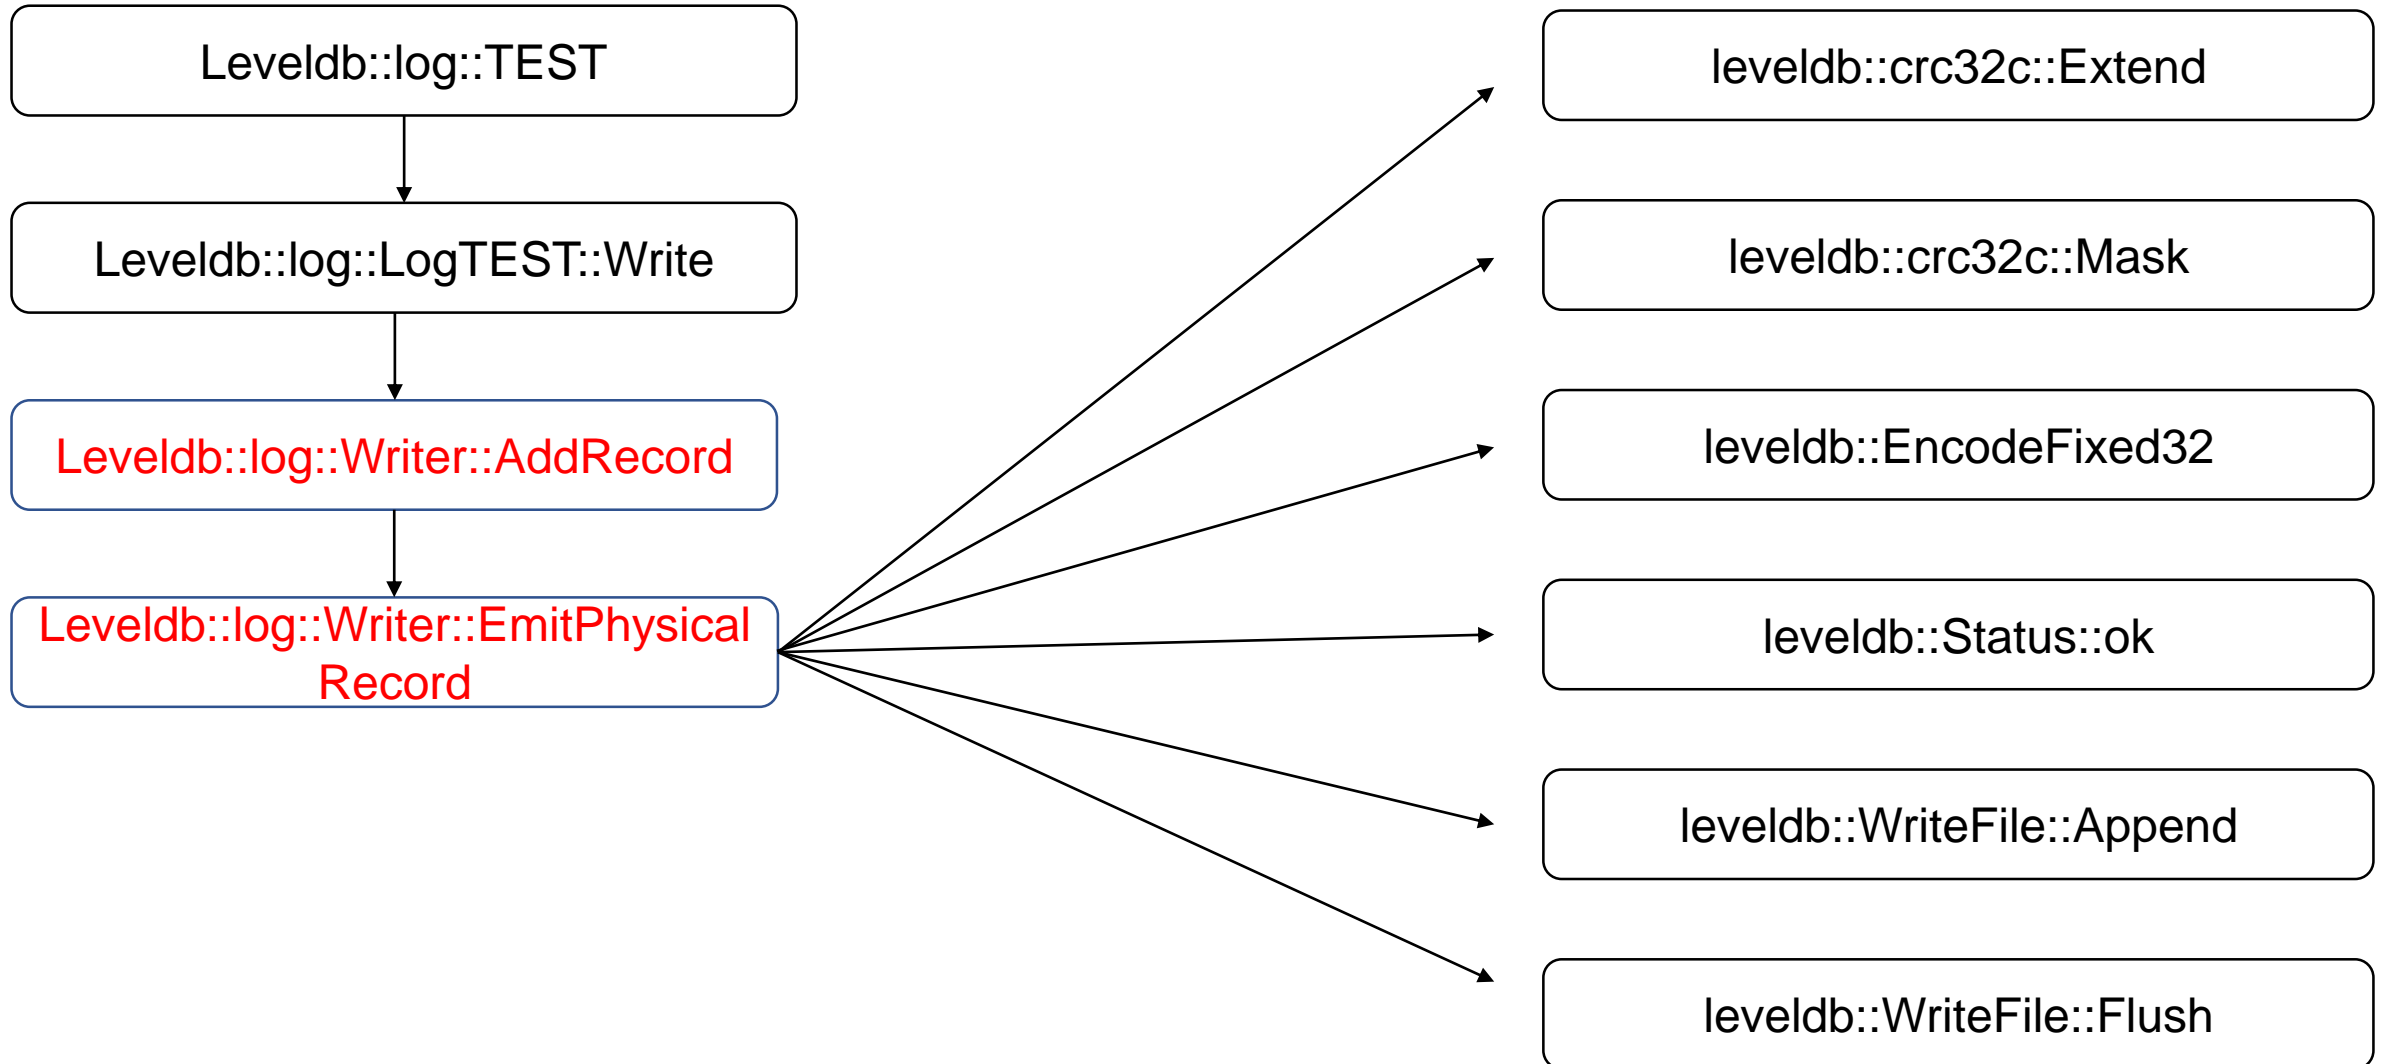 Leveldb::log::TEST
Leveldb::log::LogTEST::Write
Leveldb::log::Writer::AddRecord
Leveldb::log::Writer::EmitPhysical
Record
leveldb::crc32c::Extend
leveldb::crc32c::Mask
leveldb::EncodeFixed32
leveldb::Status::ok
leveldb::WriteFile::Append
leveldb::WriteFile::Flush